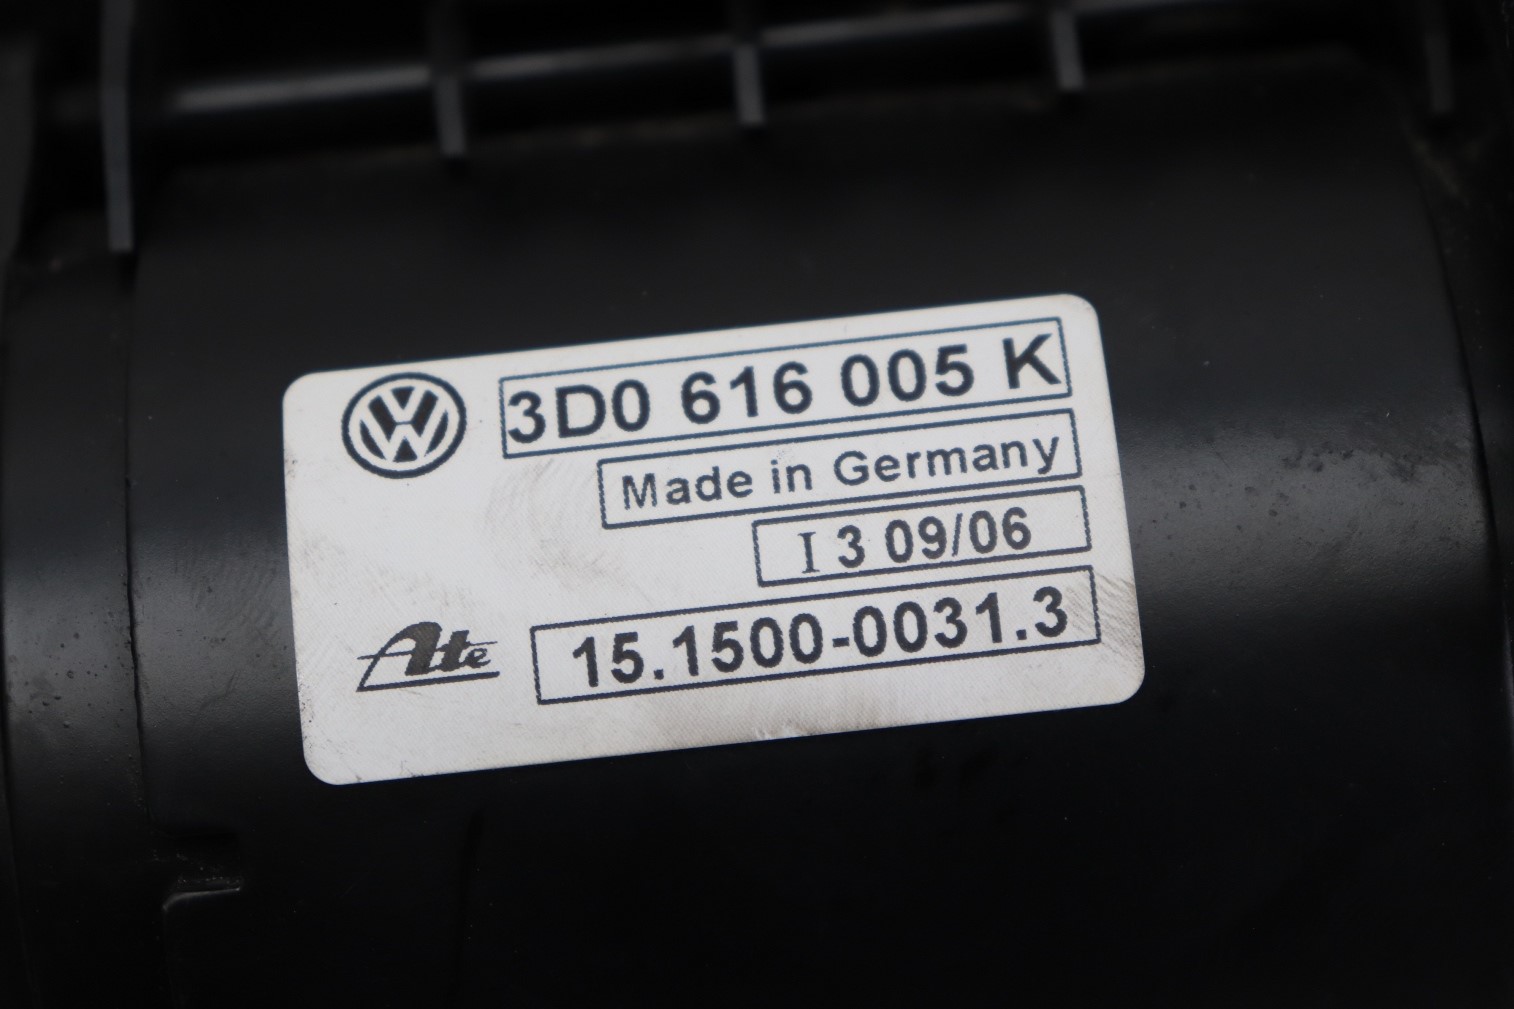 3D0 616 005 K
Made in Germany
I 3 09/06
Ate 15.1500-0031.3